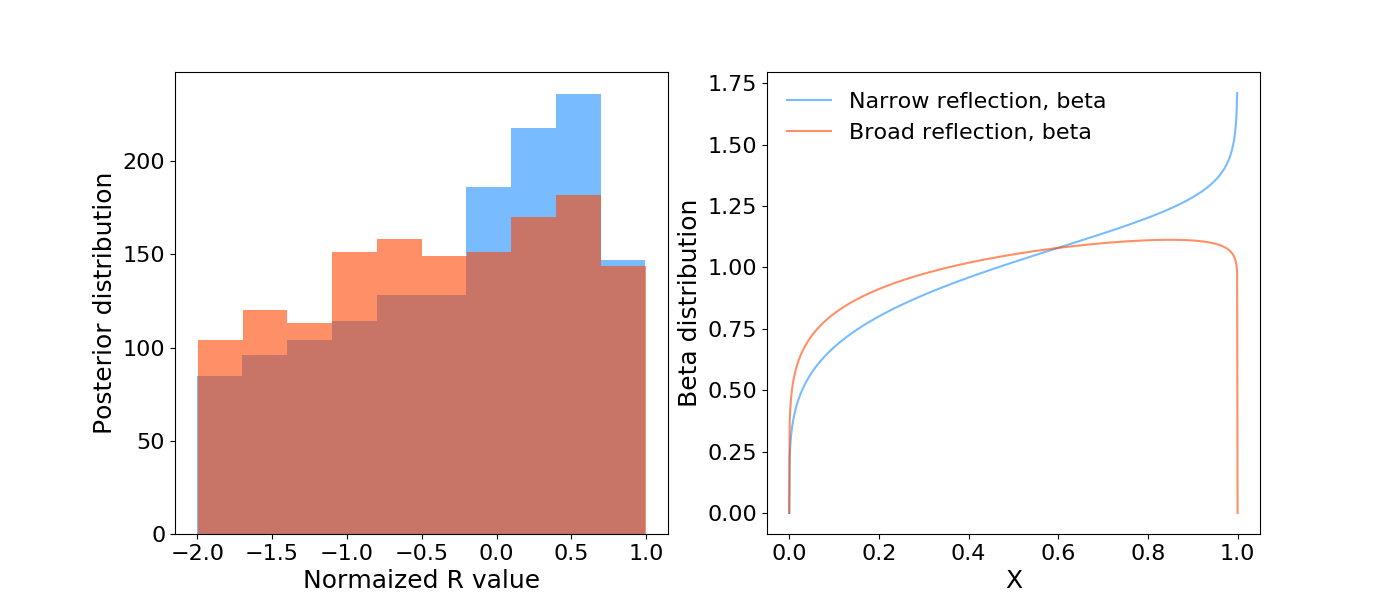 Posterior distribution
200
150
100
50
0
−2.0 −1.5 −1.0 −0.5 0.0 0.5 1.0
Normaized R value
Beta distribution
1.75
1.50
1.25
1.00
0.75
0.50
0.25
0.00
Narrow reflection, beta
Broad reflection, beta
0.0 0.2 0.4 0.6 0.8 1.0
X